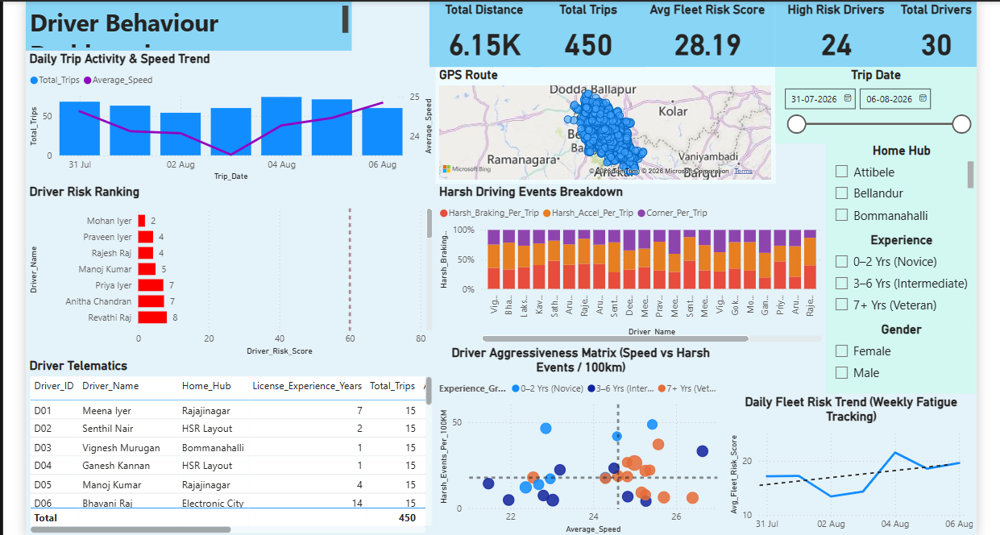 Driver Behaviour
Total Distance
6.15K
Total Trips
450
Avg Fleet Risk Score
28.19
High Risk Drivers
24
Total Drivers
30
Daily Trip Activity & Speed Trend
Total_Trips Average_Speed
Total_Trips
50
0
25
24
Average_Speed
31 Jul 02 Aug 04 Aug 06 Aug
Trip_Date
GPS Route
Dodda Ballapur
Kolar
Ramanagara
Vaniyambadi
Microsoft Bing
© 2026 Microsoft Corporation Terms
Trip Date
31-07-2026 06-08-2026
Home Hub
Attibele
Bellandur
Bommanahalli
Experience
0–2 Yrs (Novice)
3–6 Yrs (Intermediate)
7+ Yrs (Veteran)
Gender
Female
Male
Driver Risk Ranking
Driver_Name
Mohan Iyer 2
Praveen Iyer 4
Rajesh Raj 4
Manoj Kumar 5
Priya Iyer 7
Anitha Chandran 7
Revathi Raj 8
0 20 40 60 80
Driver_Risk_Score
Harsh Driving Events Breakdown
Harsh_Braking_Per_Trip Harsh_Accel_Per_Trip Corner_Per_Trip
Harsh_Braking...
100%
50%
0%
Vig... Bha... Laks... Kav... Sath... Aru... Raje... Aru... Sent... Dee... Mee... Prav... Mee... Sent... Mee... Vig... Gok... Mo... Gan... Priy... Aru... Raje...
Driver_Name
Driver Telematics
Driver_ID Driver_Name Home_Hub License_Experience_Years Total_Trips
D01 Meena Iyer Rajajinagar 7 15
D02 Senthil Nair HSR Layout 2 15
D03 Vignesh Murugan Bommanahalli 1 15
D04 Ganesh Kannan HSR Layout 1 15
D05 Manoj Kumar Rajajinagar 4 15
D06 Bhavani Raj Electronic City 14 15
Total 450
Driver Aggressiveness Matrix (Speed vs Harsh
Events / 100km)
Experience_Gr... 0–2 Yrs (Novice) 3–6 Yrs (Inter... 7+ Yrs (Vet...
Harsh_Events_Per_100KM
50
0
22 24 26
Average_Speed
Daily Fleet Risk Trend (Weekly Fatigue
Tracking)
Avg_Fleet_Risk_Score
20
10
31 Jul 02 Aug 04 Aug 06 Aug